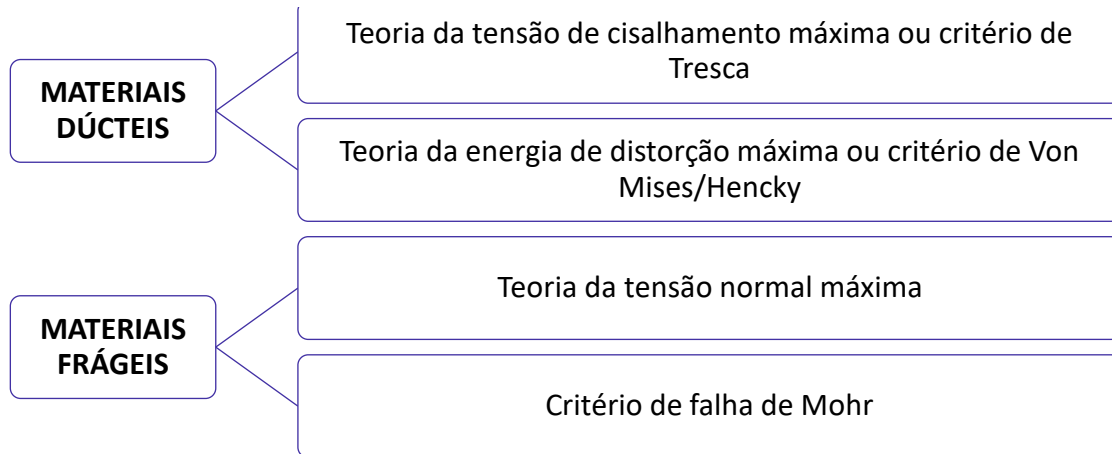 MATERIAIS
DÚCTEIS
Teoria da tensão de cisalhamento máxima ou critério de
Tresca
Teoria da energia de distorção máxima ou critério de Von
Mises/Hencky
MATERIAIS
FRÁGEIS
Teoria da tensão normal máxima
Critério de falha de Mohr